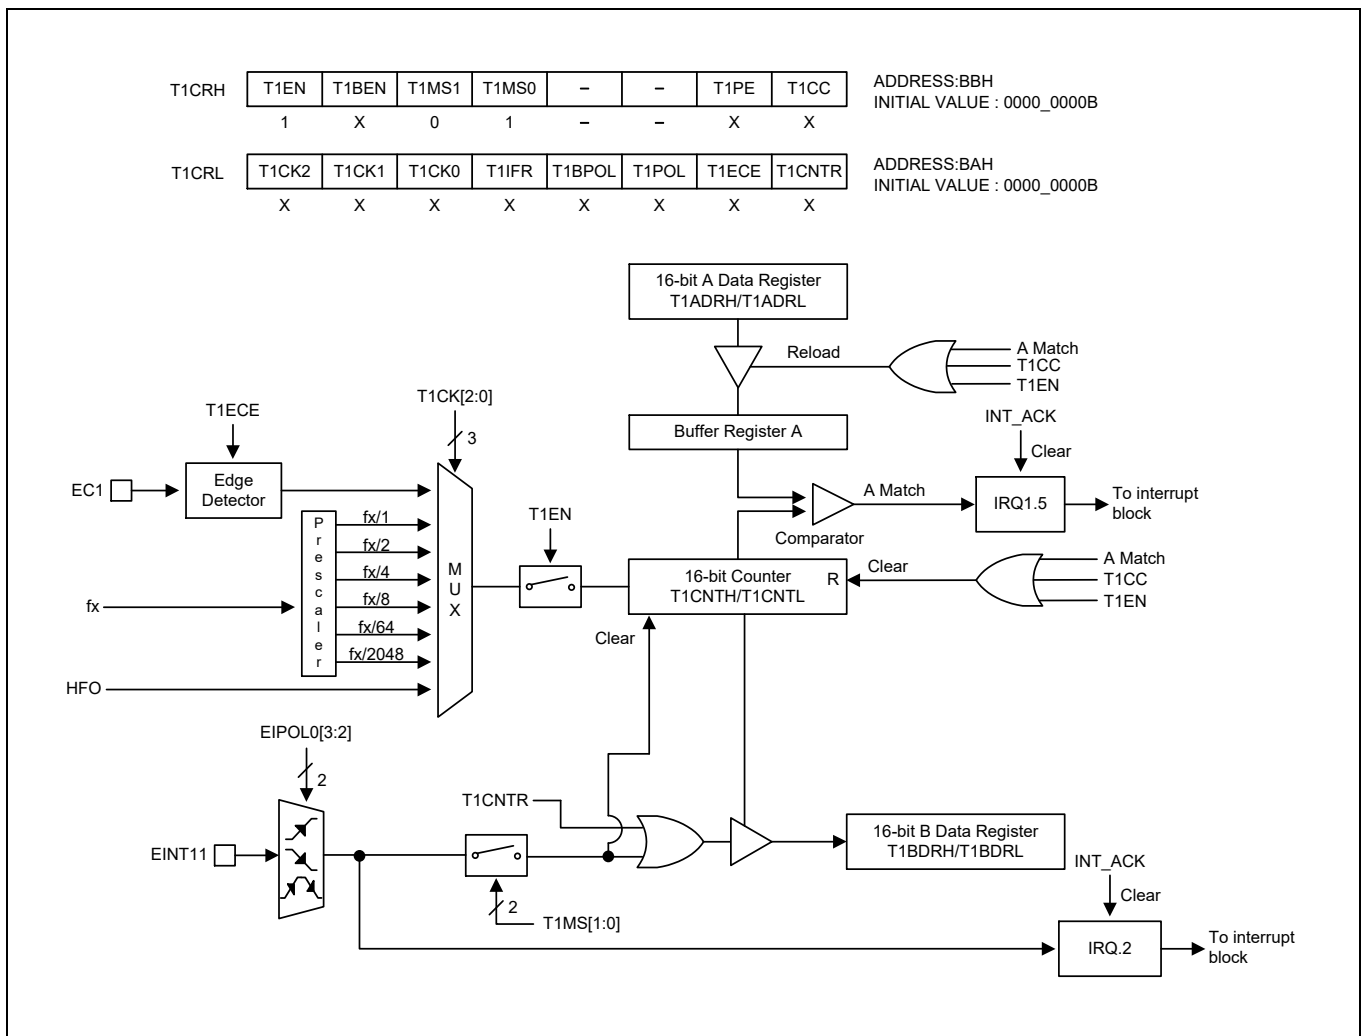 T1CRH T1EN T1BEN T1MS1 T1MS0 – – T1PE T1CC ADDRESS:BBH
INITIAL VALUE : 0000_0000B
1 X 0 1 – – X X
T1CRL T1CK2 T1CK1 T1CK0 T1IFR T1BPOL T1POL T1ECE T1CNTR ADDRESS:BAH
INITIAL VALUE : 0000_0000B
X X X X X X X X
16-bit A Data Register
T1ADRH/T1ADRL
Reload
A Match
T1CC
T1EN
T1CK[2:0]
3
T1ECE
Buffer Register A
INT_ACK
Clear
EC1
Edge
Detector
A Match
IRQ1.5
To interrupt
block
Comparator
Prescaler
fx/1
fx/2
fx/4
fx/8
fx/64
fx/2048
fx
HFO
MUX
T1EN
16-bit Counter
T1CNTH/T1CNTL
R
Clear
A Match
T1CC
T1EN
Clear
EIPOL0[3:2]
2
T1CNTR
EINT11
2
T1MS[1:0]
16-bit B Data Register
T1BDRH/T1BDRL
INT_ACK
Clear
IRQ.2
To interrupt
block